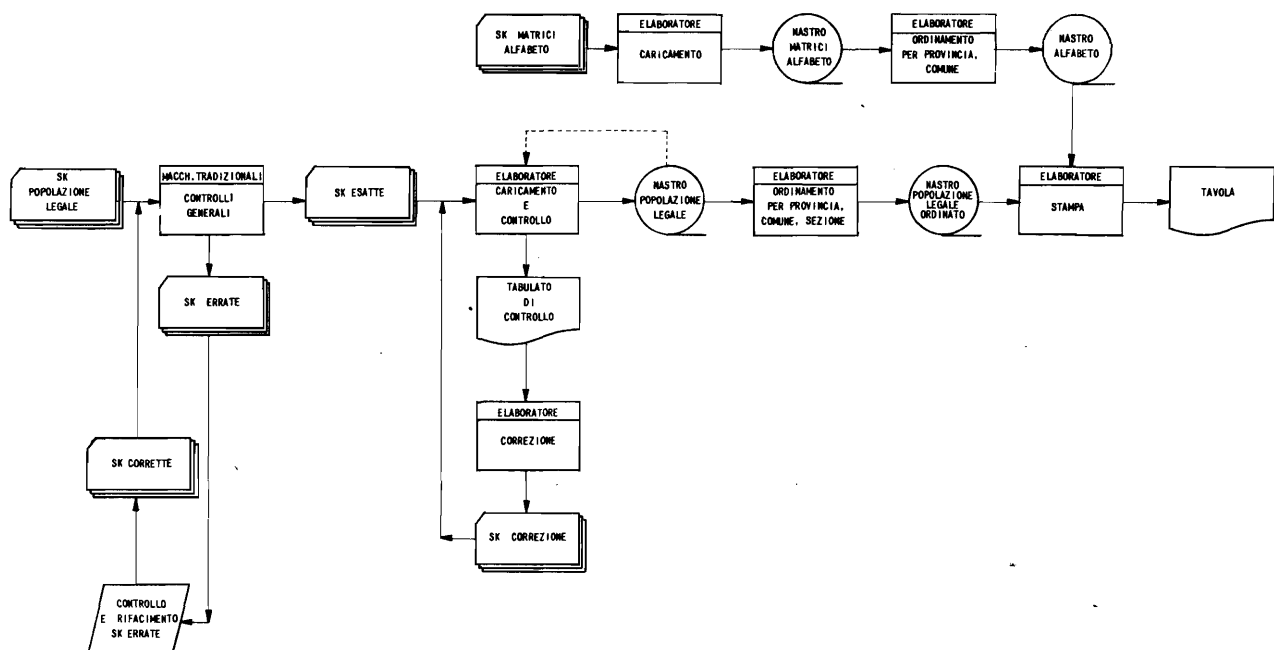 SK MATRICI
ALFABETO
ELABORATORE
CARICAMENTO
NASTRO
MATRICI
ALFABETO
ELABORATORE
ORDINAMENTO
PER PROVINCIA,
COMUNE
NASTRO
ALFABETO
SK
POPOLAZIONE
LEGALE
MACCH.TRADIZIONALI
CONTROLLI
GENERALI
SK ESATTE
ELABORATORE
CARICAMENTO
E
CONTROLLO
NASTRO
POPOLAZIONE
LEGALE
ELABORATORE
ORDINAMENTO
PER PROVINCIA,
COMUNE, SEZIONE
NASTRO
POPOLAZIONE
LEGALE
ORDINATO
ELABORATORE
STAMPA
TAVOLA
SK ERRATE
TABULATO
DI
CONTROLLO
ELABORATORE
CORREZIONE
SK CORRETTE
SK CORREZIONE
CONTROLLO
E RIFACIMENTO
SK ERRATE